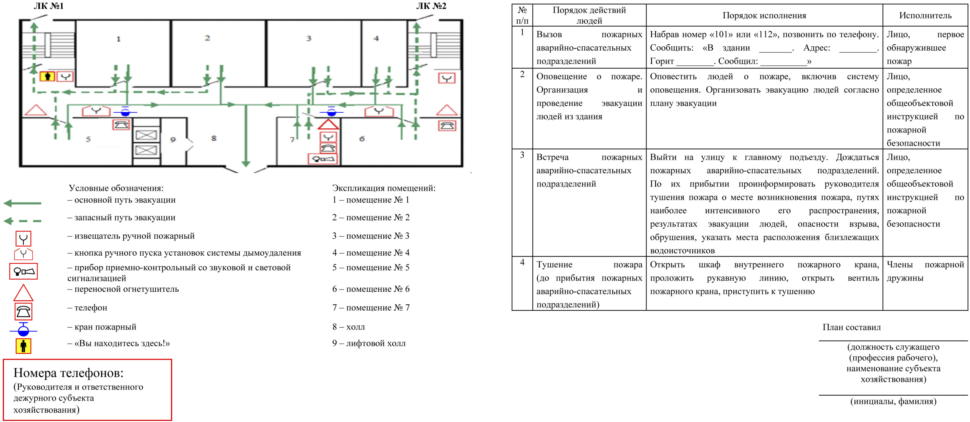 ЛК №1
ЛК №2
1
2
3
4
5
9
8
7
6
Условные обозначения:
– основной путь эвакуации
– запасный путь эвакуации
– извещатель ручной пожарный
– кнопка ручного пуска установок системы дымоудаления
– прибор приемно-контрольный со звуковой и световой
сигнализацией
– переносной огнетушитель
– телефон
– кран пожарный
– «Вы находитесь здесь!»
Экспликация помещений:
1 – помещение № 1
2 – помещение № 2
3 – помещение № 3
4 – помещение № 4
5 – помещение № 5
6 – помещение № 6
7 – помещение № 7
8 – холл
9 – лифтовой холл
Номера телефонов:
(Руководителя и ответственного
дежурного субъекта
хозяйствования)
№ п/п
Порядок действий людей
Порядок исполнения
Исполнитель
1
Вызов пожарных
аварийно-спасательных
подразделений
Набрав номер «101» или «112», позвонить по телефону.
Сообщить: «В здании _______. Адрес: ________.
Горит ________. Сообщил: __________»
Лицо, первое
обнаружившее
пожар
2
Оповещение о пожаре.
Организация и
проведение эвакуации
людей из здания
Оповестить людей о пожаре, включив систему
оповещения. Организовать эвакуацию людей согласно
плану эвакуации
Лицо,
определенное
общеобъектовой
инструкцией по
пожарной
безопасности
3
Встреча пожарных
аварийно-спасательных
подразделений
Выйти на улицу к главному подъезду. Дождаться
пожарных аварийно-спасательных подразделений.
По их прибытии проинформировать руководителя
тушения пожара о месте возникновения пожара, путях
наиболее интенсивного его распространения,
результатах эвакуации людей, опасности взрыва,
обрушения, указать места расположения близлежащих
водоисточников
Лицо,
определенное
общеобъектовой
инструкцией по
пожарной
безопасности
4
Тушение пожара
(до прибытия пожарных
аварийно-спасательных
подразделений)
Открыть шкаф внутреннего пожарного крана,
проложить рукавную линию, открыть вентиль
пожарного крана, приступить к тушению
Члены пожарной
дружины
План составил
(должность служащего
(профессия рабочего),
наименование субъекта
хозяйствования)
(инициалы, фамилия)